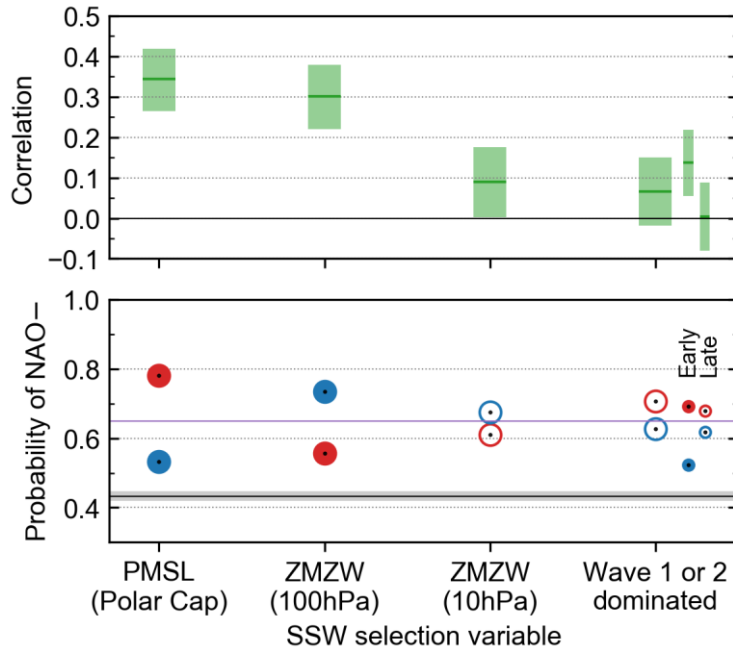 0.5
0.4
0.3
0.2
0.1
0.0
−0.1
Correlation
1.0
0.8
0.6
0.4
Probability of NAO−
Early
Late
PMSL
(Polar Cap)
ZMZW
(100hPa)
ZMZW
(10hPa)
Wave 1 or 2
dominated
SSW selection variable